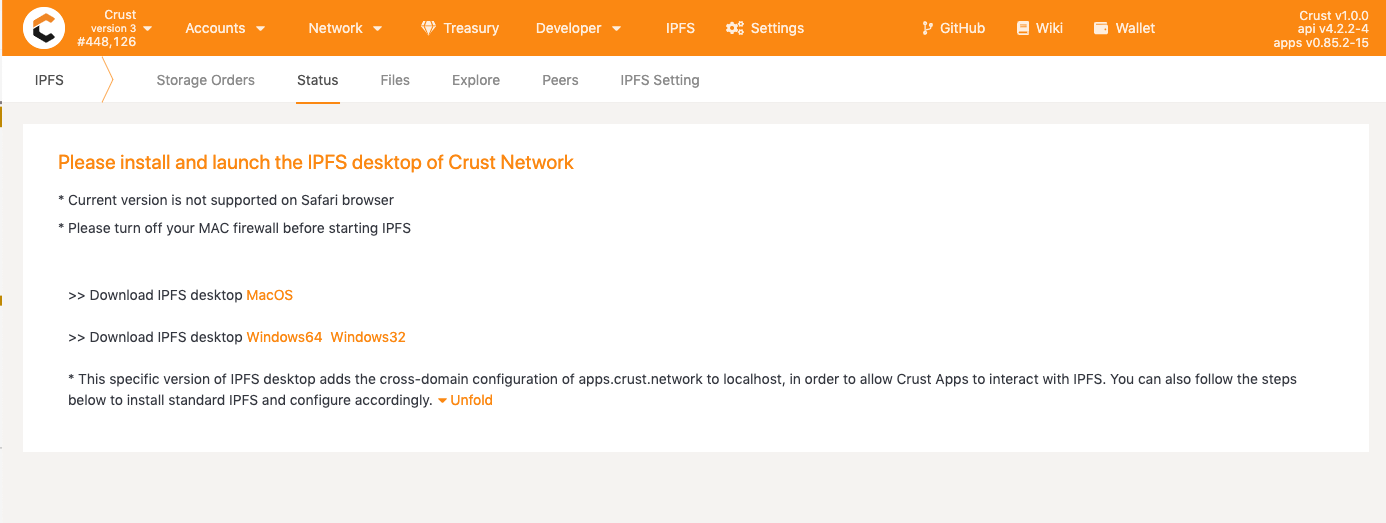 Crust
version 3
#448,126
Accounts
Network
Treasury
Developer
IPFS
Settings
GitHub
Wiki
Wallet
Crust v1.0.0
api v4.2.2-4
apps v0.85.2-15
IPFS
Storage Orders
Status
Files
Explore
Peers
IPFS Setting
Please install and launch the IPFS desktop of Crust Network
* Current version is not supported on Safari browser
* Please turn off your MAC firewall before starting IPFS
>> Download IPFS desktop MacOS
>> Download IPFS desktop Windows64 Windows32
* This specific version of IPFS desktop adds the cross-domain configuration of apps.crust.network to localhost, in order to allow Crust Apps to interact with IPFS. You can also follow the steps
below to install standard IPFS and configure accordingly. Unfold